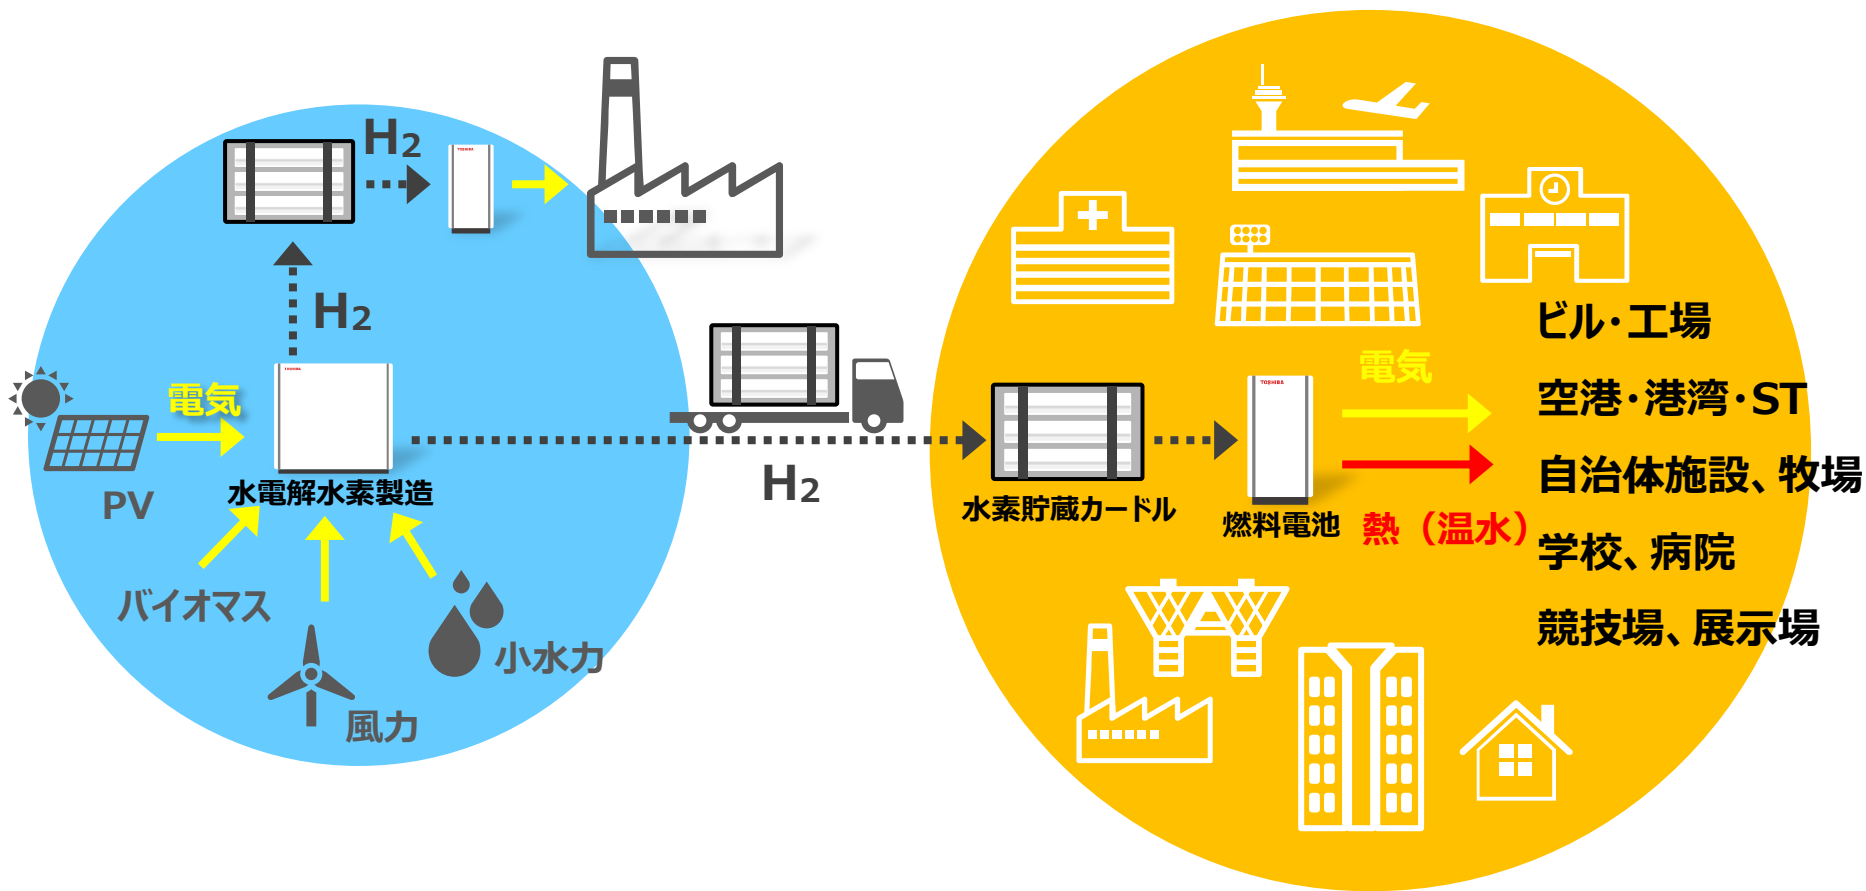 H2
TOSHIBA
H2
TOSHIBA
電気
PV
水電解水素製造
バイオマス
風力
小水力
H2
水素貯蔵カードル
TOSHIBA
燃料電池
電気
熱（温水）
ビル・工場
空港・港湾・ST
自治体施設、牧場
学校、病院
競技場、展示場